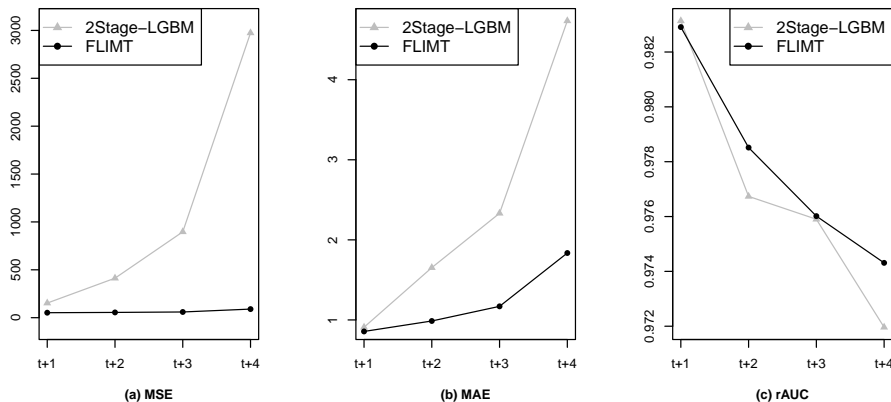 2Stage−LGBM
FLIMT
3000
2500
2000
1500
1000
500
0
t+1 t+2 t+3 t+4
(a) MSE
2Stage−LGBM
FLIMT
4
3
2
1
t+1 t+2 t+3 t+4
(b) MAE
2Stage−LGBM
FLIMT
0.982
0.980
0.978
0.976
0.974
0.972
t+1 t+2 t+3 t+4
(c) rAUC